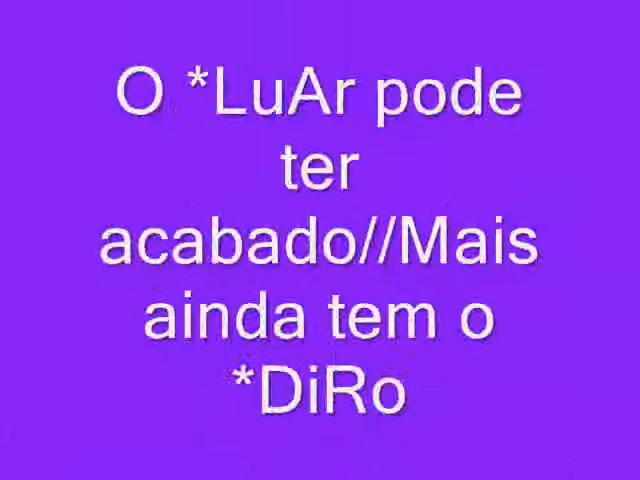 O *LuAr pode
ter
acabado//Mais
ainda tem o
*DiRo